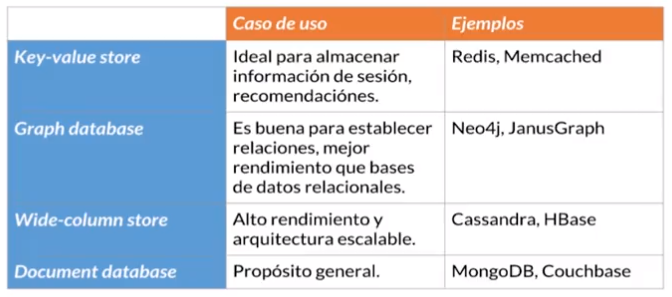 Caso de uso Ejemplos
Key-value store Ideal para almacenar Redis, Memcached
información de sesión,
recomendaciónes.
Graph database Es buena para establecer Neo4j, JanusGraph
relaciones, mejor
rendimiento que bases
de datos relacionales.
Wide-column store Alto rendimiento y Cassandra, HBase
arquitectura escalable.
Document database Propósito general. MongoDB, Couchbase